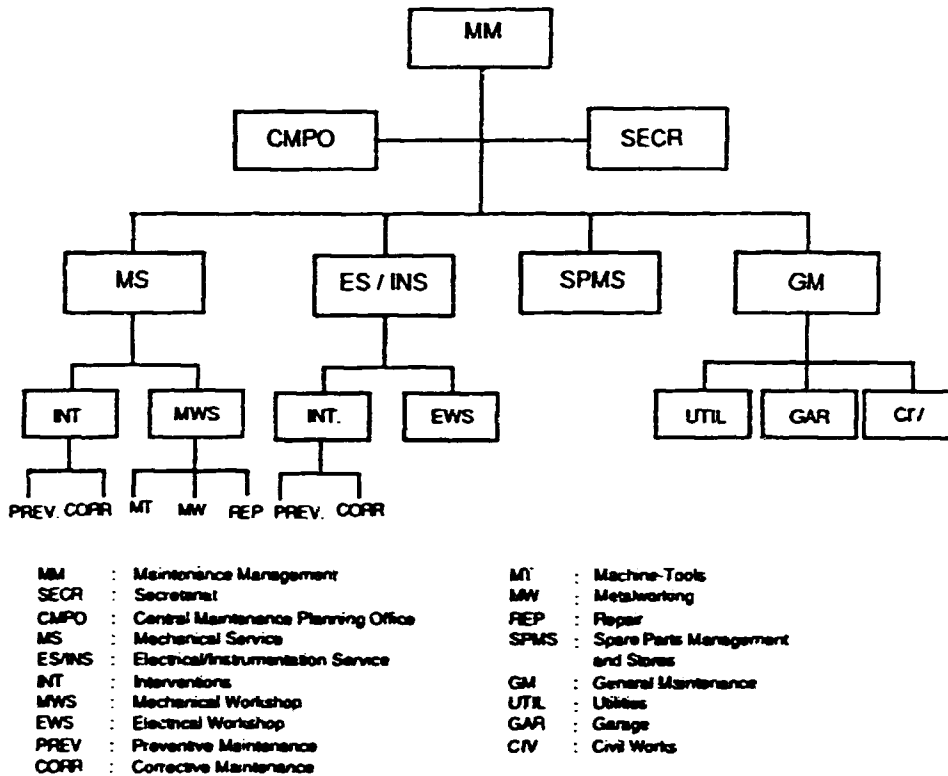 MM
CMPO SECR
MS ES / INS SPMS GM
INT MWS INT. EWS UTIL GAR CIV
PREV. CORR MT MW REP PREV. CORR
MM : Maintenance Management
SECR : Secretariat
CMPO : Central Maintenance Planning Office
MS : Mechanical Service
ES/INS : Electrical/Instrumentation Service
INT : Interventions
MWS : Mechanical Workshop
EWS : Electrical Workshop
PREV : Preventive Maintenance
CORR : Corrective Maintenance
MT : Machine-Tools
MW : Metalworking
REP : Repair
SPMS : Spare Parts Management
and Stores
GM : General Maintenance
UTIL : Utilities
GAR : Garage
CIV : Civil Works